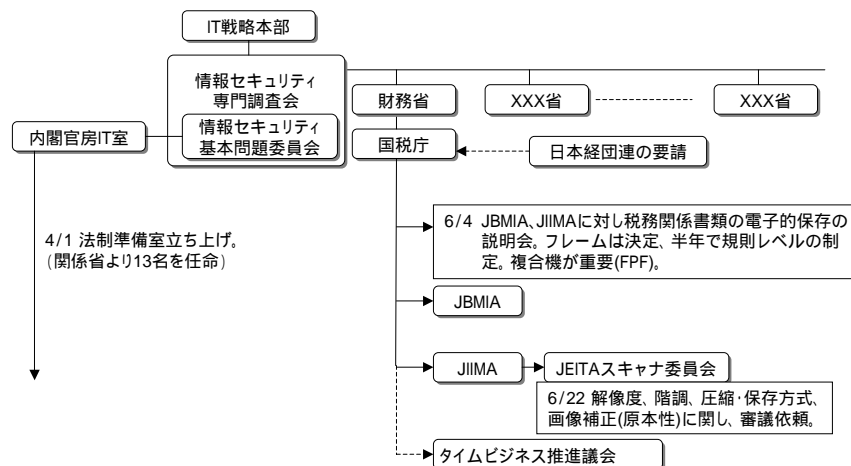 IT戦略本部
情報セキュリティ
専門調査会
財務省
XXX省
XXX省
内閣官房IT室
情報セキュリティ
基本問題委員会
国税庁
日本経団連の要請
4/1 法制準備室立ち上げ。
(関係省より13名を任命)
6/4 JBMIA、JIIMAに対し税務関係書類の電子的保存の
説明会。フレームは決定、半年で規則レベルの制
定。複合機が重要(FPF)。
JBMIA
JIIMA
JEITAスキャナ委員会
6/22 解像度、階調、圧縮・保存方式、
画像補正(原本性)に関し、審議依頼。
タイムビジネス推進議会